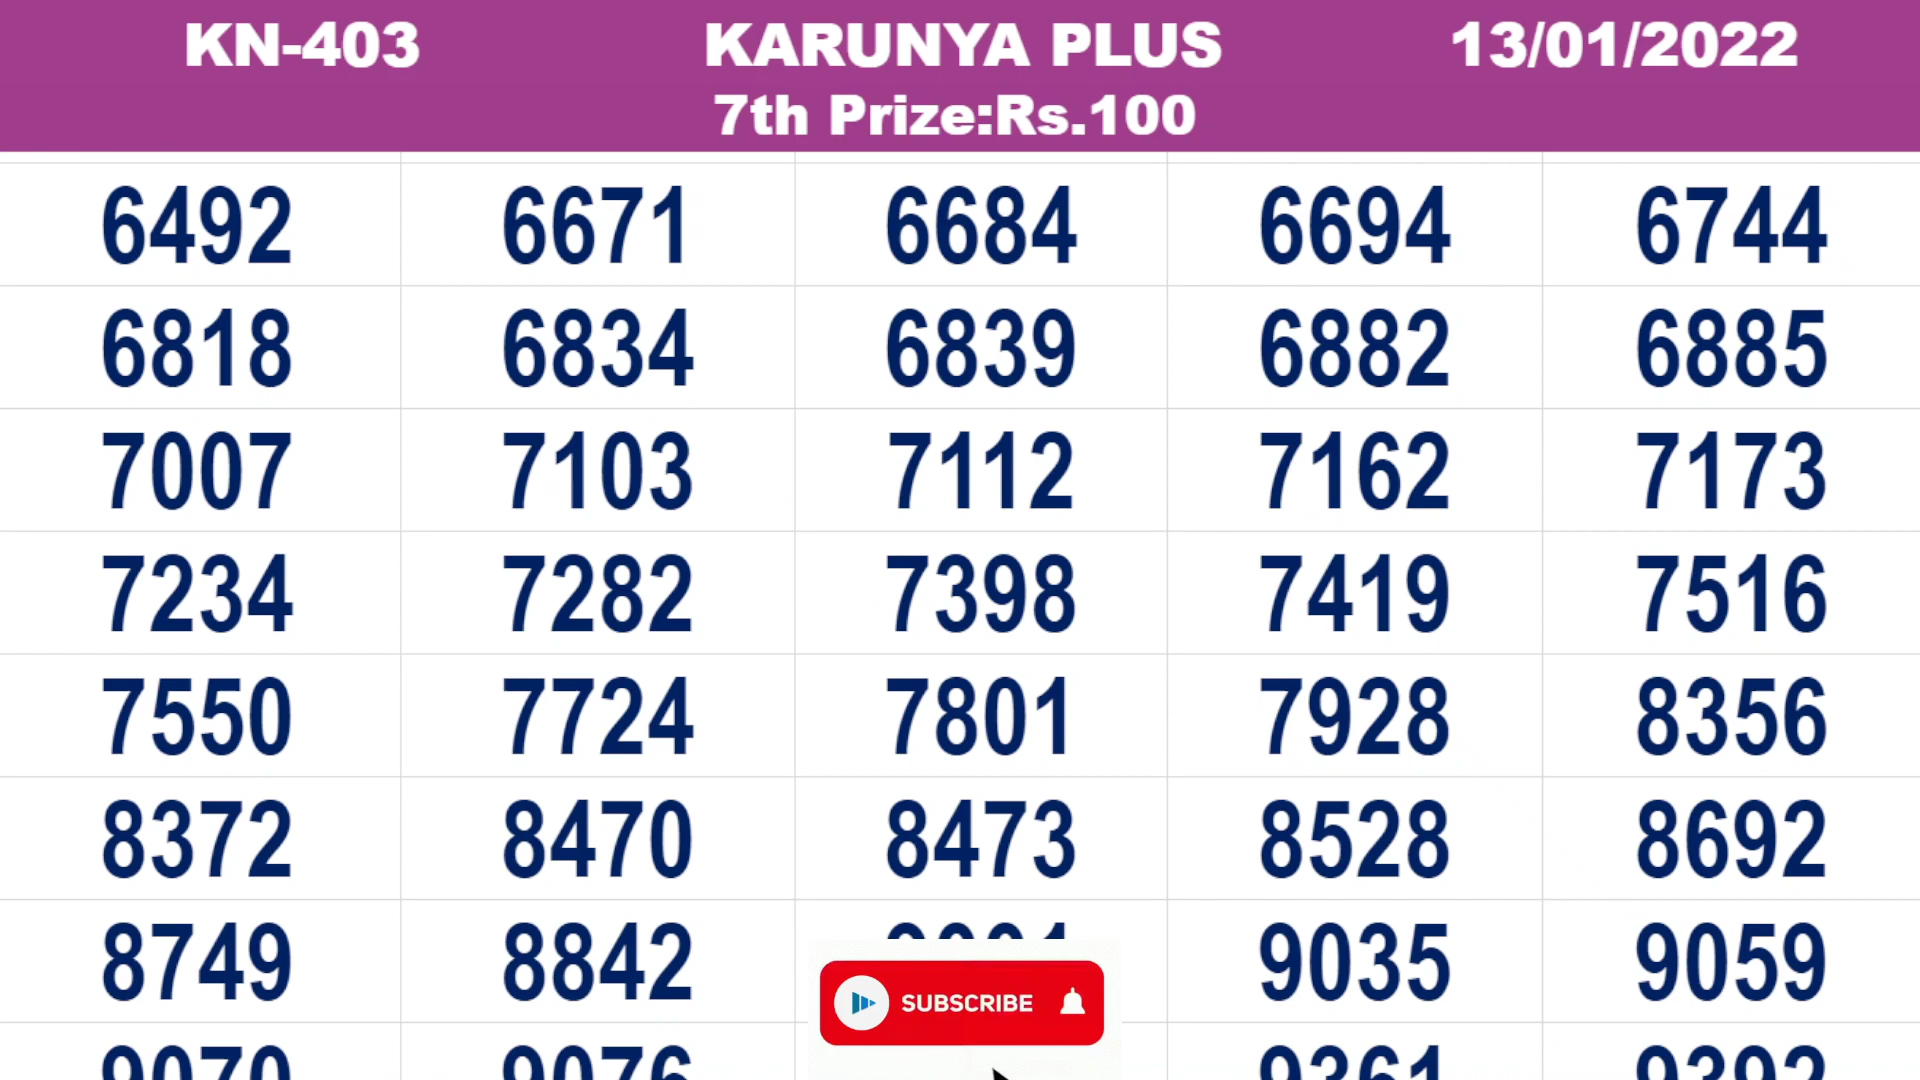 KN-403 KARUNYA PLUS 13/01/2022
7th Prize:Rs.100
6492 6671 6684 6694 6744
6818 6834 6839 6882 6885
7007 7103 7112 7162 7173
7234 7282 7398 7419 7516
7550 7724 7801 7928 8356
8372 8470 8473 8528 8692
8749 8842 9035 9059
SUBSCRIBE